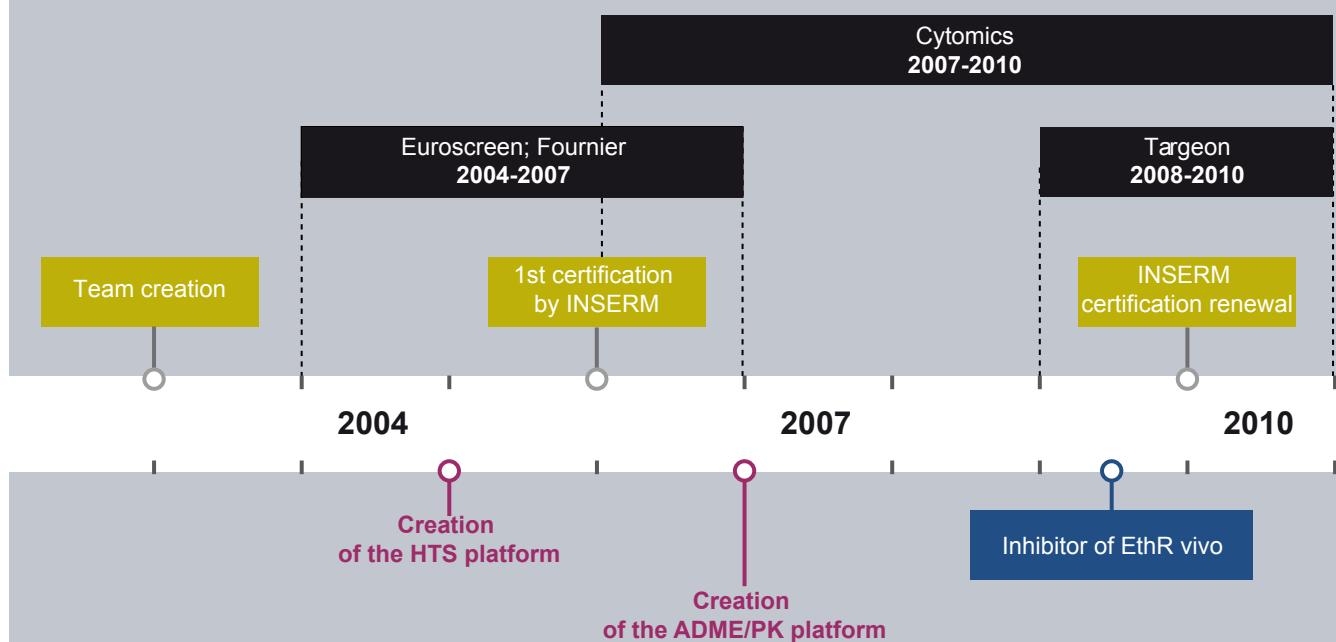 Cytomics
2007-2010
Euroscreen; Fournier
2004-2007
Targeon
2008-2010
Team creation
1st certification
by INSERM
INSERM
certification renewal
2004
2007
2010
Creation
of the HTS platform
Inhibitor of EthR vivo
Creation
of the ADME/PK platform